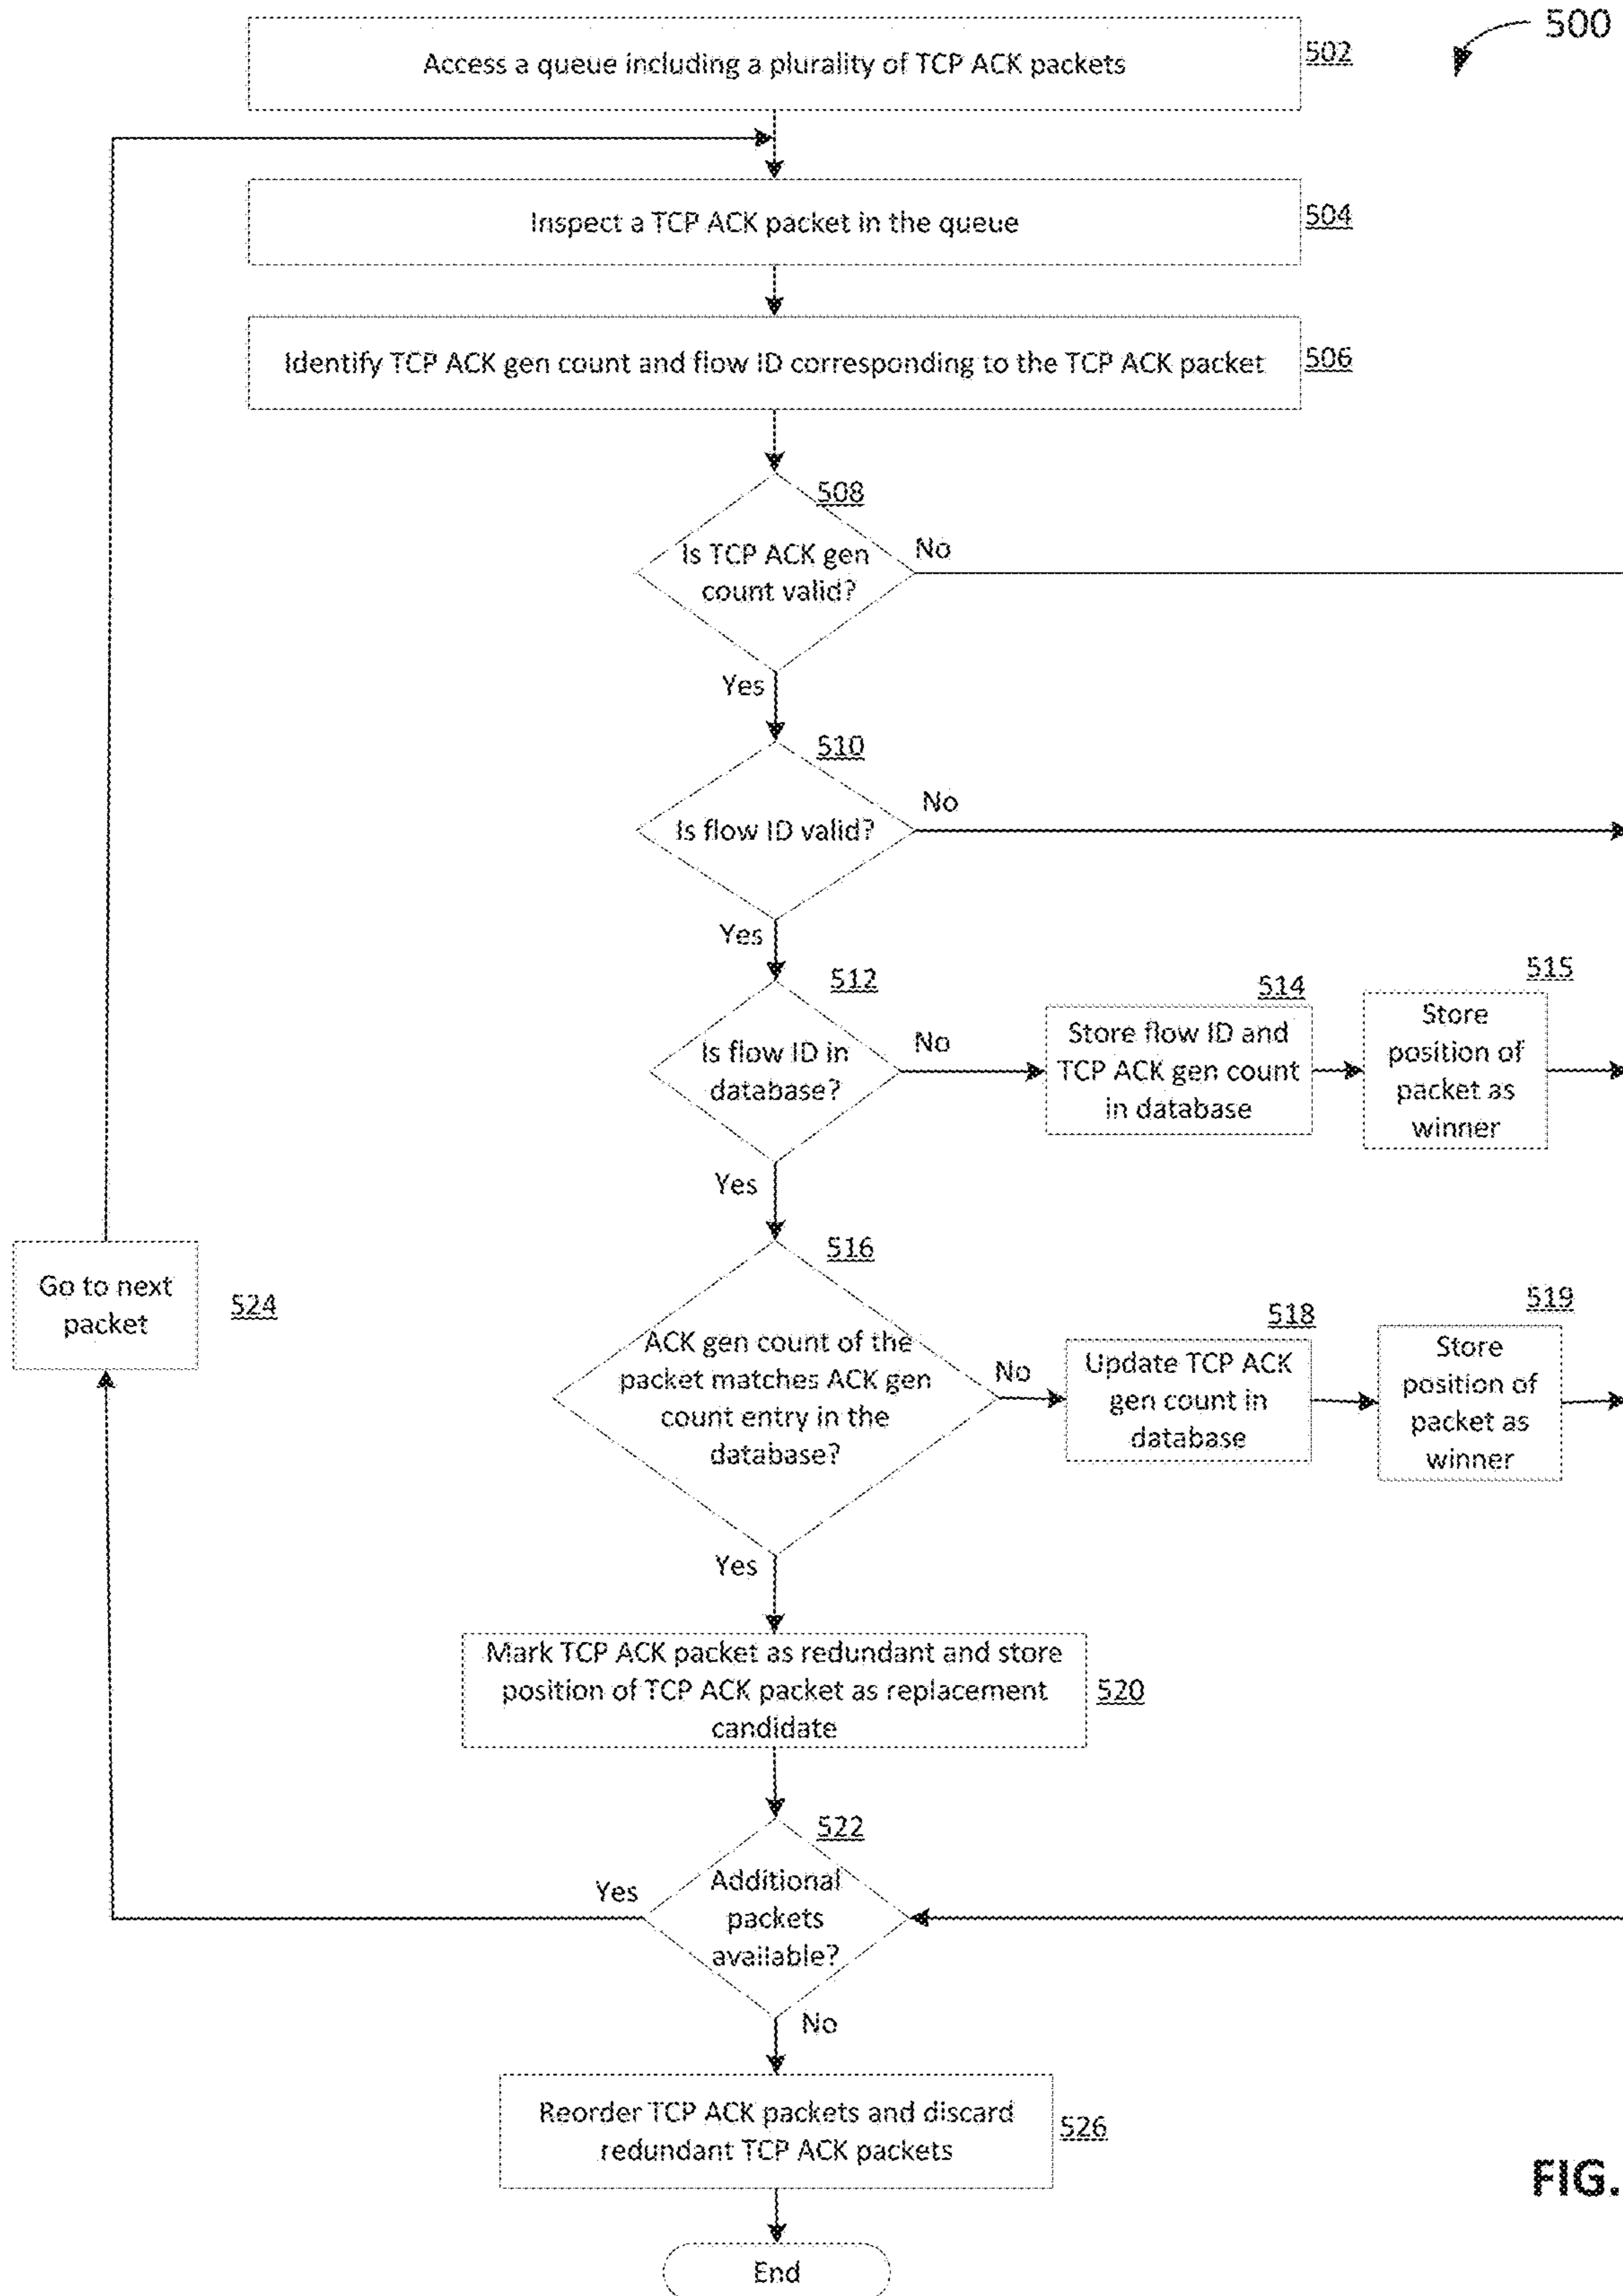 500
Access a queue including a plurality of TCP ACK packets
502
Inspect a TCP ACK packet in the queue
504
Identify TCP ACK gen count and flow ID corresponding to the TCP ACK packet
506
508
Is TCP ACK gen
count valid?
No
Yes
510
Is flow ID valid?
No
Yes
512
Is flow ID in
database?
No
514
Store flow ID and
TCP ACK gen count
in database
515
Store
position of
packet as
winner
Yes
516
ACK gen count of the
packet matches ACK gen
count entry in the
database?
No
518
Update TCP ACK
gen count in
database
519
Store
position of
packet as
winner
Go to next
packet
524
Yes
Mark TCP ACK packet as redundant and store
position of TCP ACK packet as replacement
candidate
520
522
Additional
packets
available?
Yes
No
Reorder TCP ACK packets and discard
redundant TCP ACK packets
526
FIG.
End